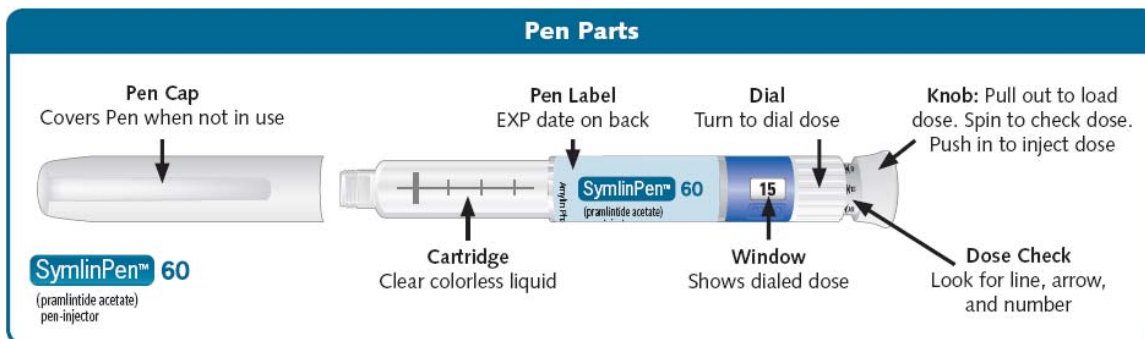 Pen Parts
Pen Cap
Covers Pen when not in use
Pen Label
EXP date on back
Dial
Turn to dial dose
Knob: Pull out to load
dose. Spin to check dose.
Push in to inject dose
SymlinPen™ 60
(pramlintide acetate)
15
Cartridge
Clear colorless liquid
Window
Shows dialed dose
Dose Check
Look for line, arrow,
and number
SymlinPen™ 60
(pramlintide acetate)
pen-injector